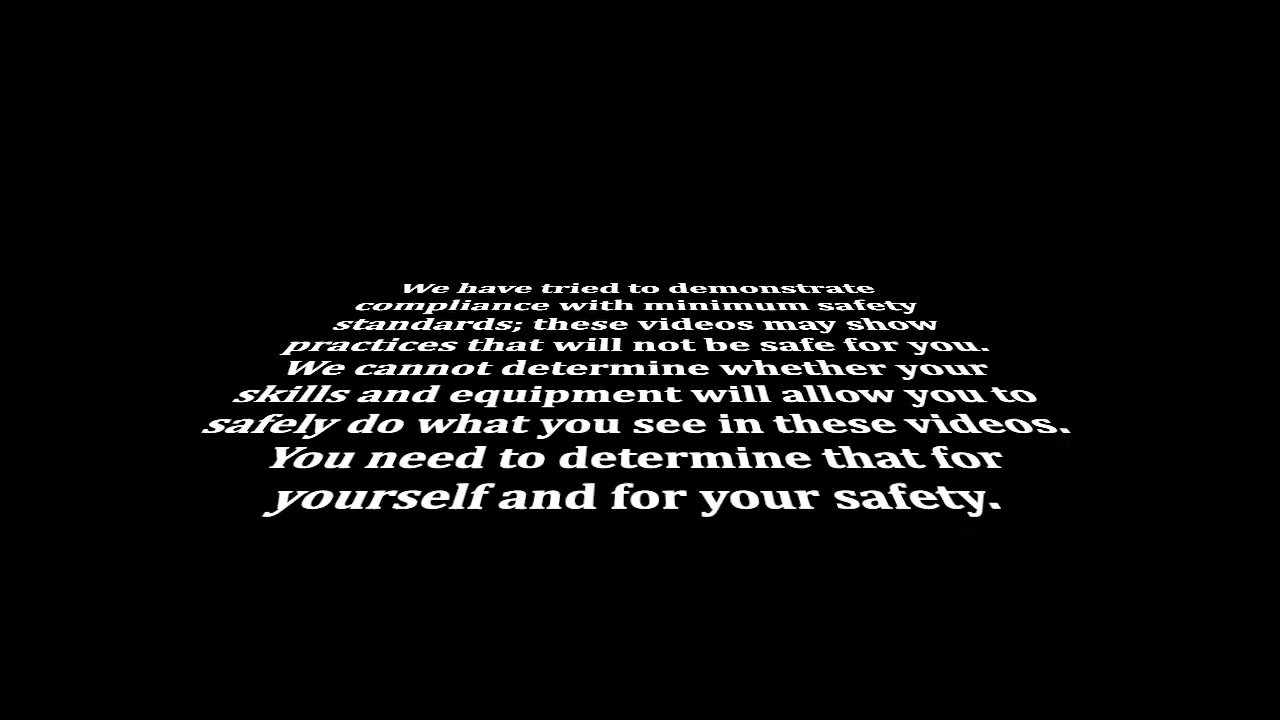 We have tried to demonstrate
compliance with minimum safety
standards; these videos may show
practices that will not be safe for you.
We cannot determine whether your
skills and equipment will allow you to
safely do what you see in these videos.
You need to determine that for
yourself and for your safety.